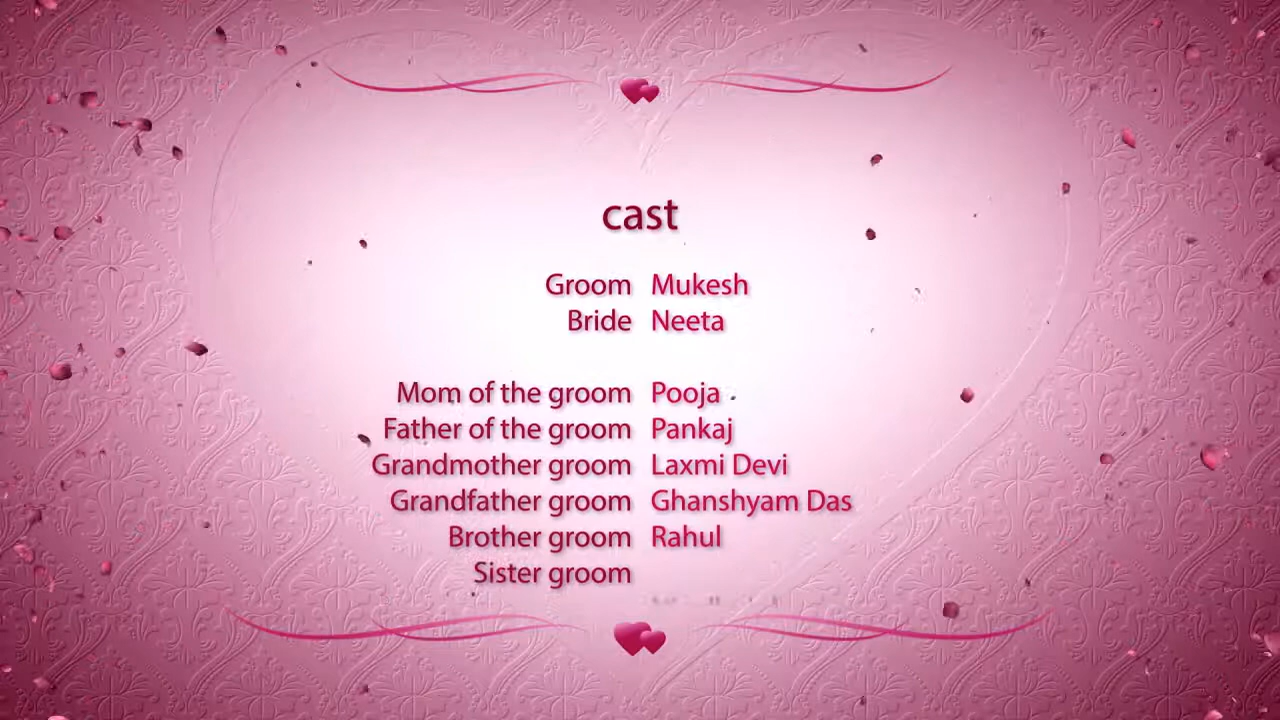 cast
Groom Mukesh
Bride Neeta
Mom of the groom Pooja
Father of the groom Pankaj
Grandmother groom Laxmi Devi
Grandfather groom Ghanshyam Das
Brother groom Rahul
Sister groom